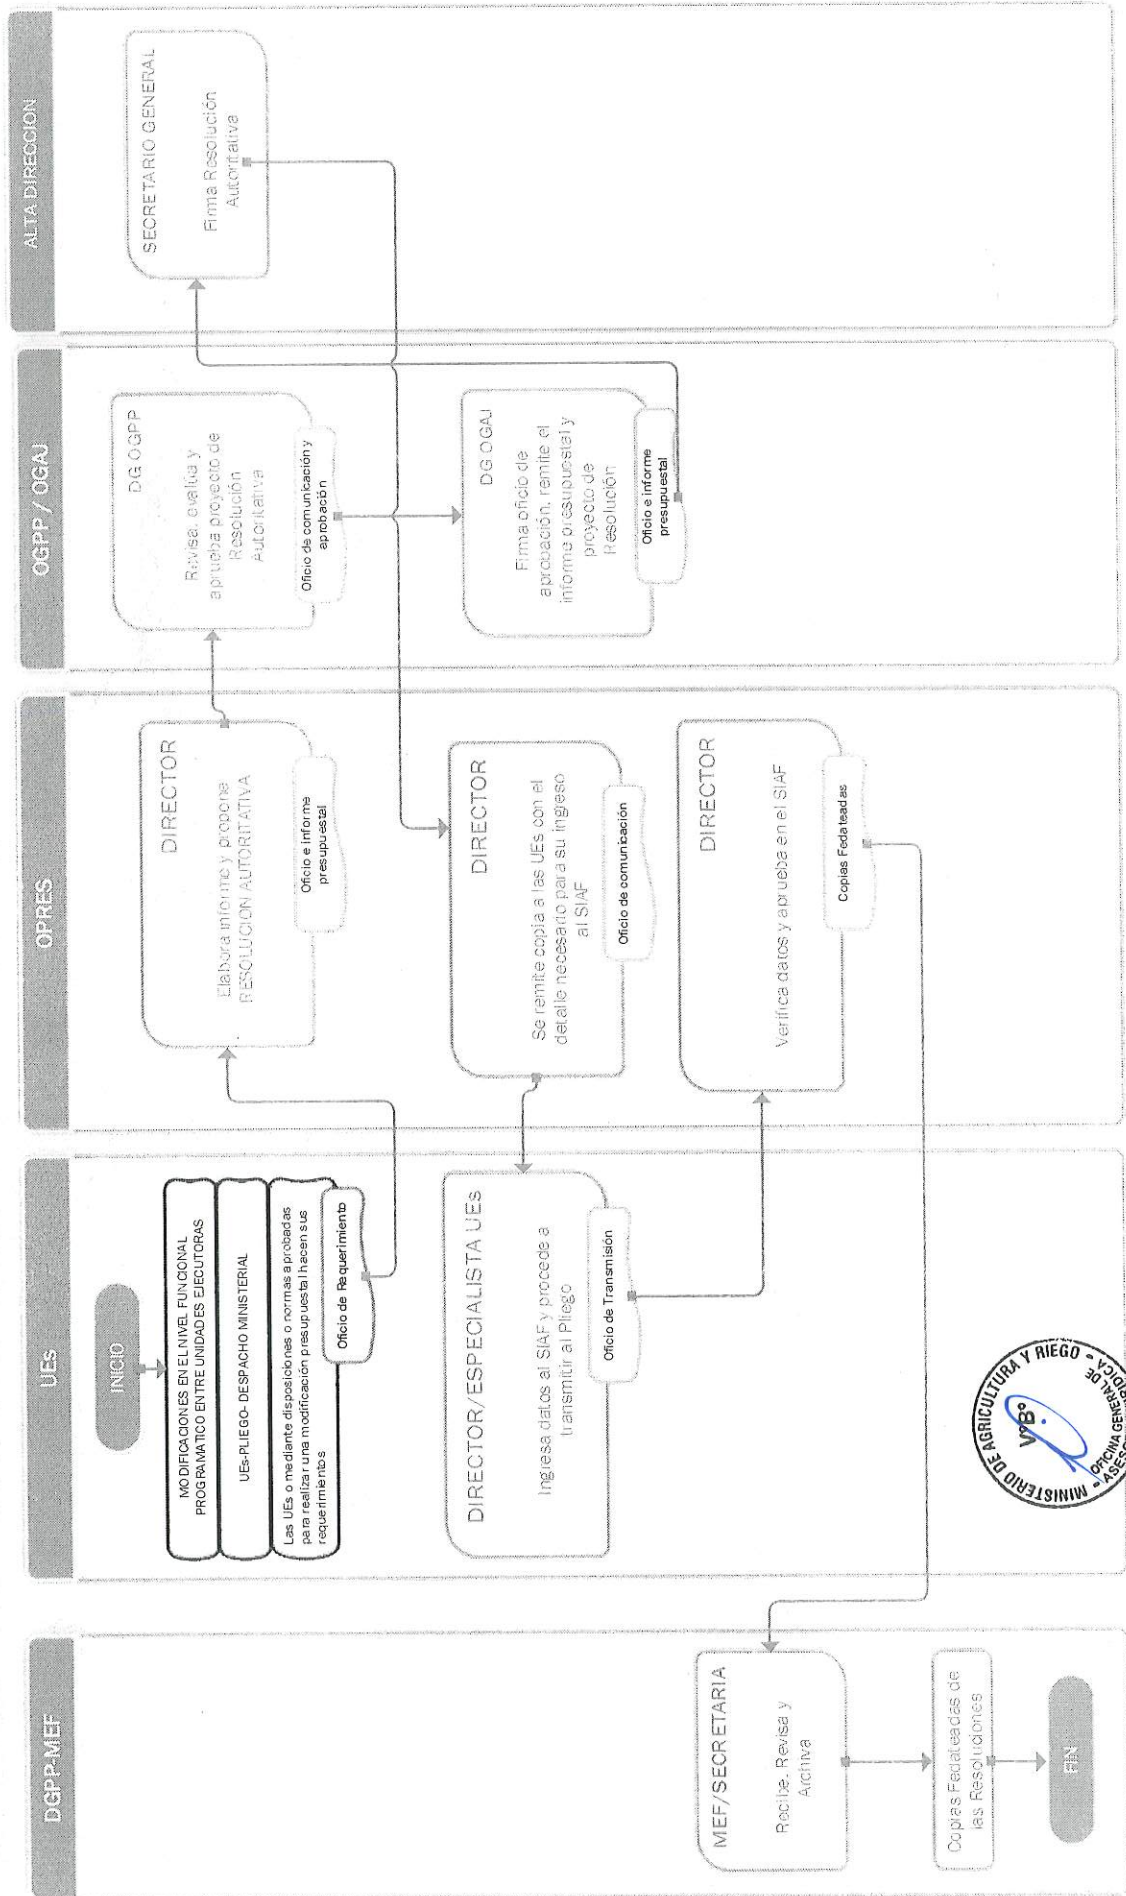 DGPP-MEF
UEs
OPRES
OGPP / OGAJ
ALTA DIRECCION
INICIO
MODIFICACIONES EN EL NIVEL FUNCIONAL
PROGRAMATICO ENTRE UNIDADES EJECUTORAS
UEs-PLIEGO- DESPACHO MINISTERIAL
Las UEs o mediante disposiciones o normas aprobadas
para realizar una modificación presupuestal hacen sus
requerimientos
Oficio de Requerimiento
DIRECTOR
Elabora informe y propone
RESOLUCION AUTORITATIVA
Oficio e informe
presupuestal
DG OGPP
Revisa, evalua y
aprueba proyecto de
Resolución
Autoritativa
Oficio de comunicación y
aprobación
DG OGAJ
Firma oficio de
aprobación, remite el
informe presupuestal y
proyecto de
Resolución
Oficio e informe
presupuestal
SECRETARIO GENERAL
Firma Resolución
Autoritativa
DIRECTOR
Se remite copia a las UEs con el
detalle necesario para su ingreso
al SIAF
Oficio de comunicación
DIRECTOR/ESPECIALISTA UEs
Ingresa datos al SIAF y procede a
transmitir al Pliego
Oficio de Transmisión
DIRECTOR
Verifica datos y aprueba en el SIAF
Copias Fedateadas
MEF/SECRETARIA
Recibe, Revisa y
Archiva
Copias Fedateadas de
las Resoluciones
FIN
MINISTERIO DE AGRICULTURA Y RIEGO
V°B°
OFICINA GENERAL DE